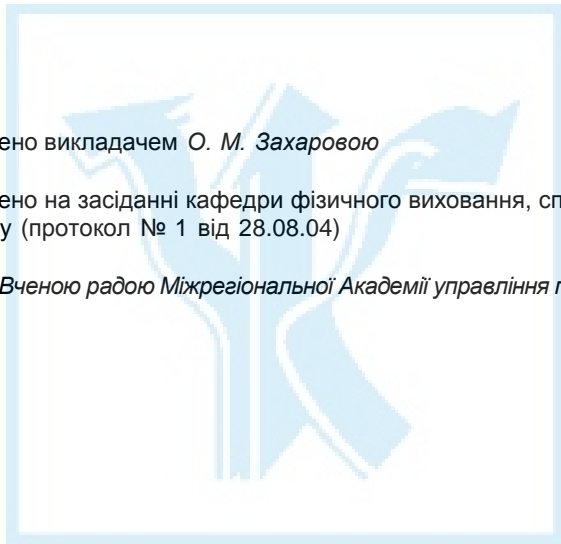 ено викладачем О. М. Захаровою
ено на засіданні кафедри фізичного виховання, сп
у (протокол № 1 від 28.08.04)
Вченою радою Міжрегіональної Академії управління п